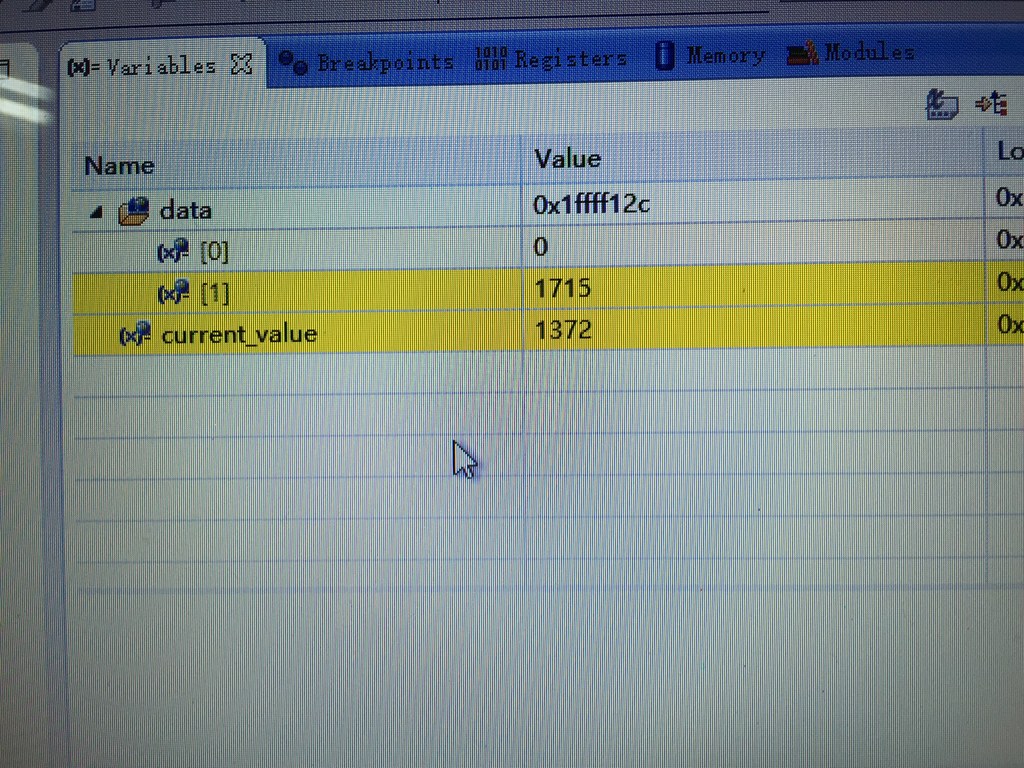 (x)= Variables Breakpoints 1010 0101 Registers Memory Modules
Name Value Lo
data 0x1ffff12c 0x
(x)= [0] 0 0x
(x)= [1] 1715 0x
(x)= current_value 1372 0x